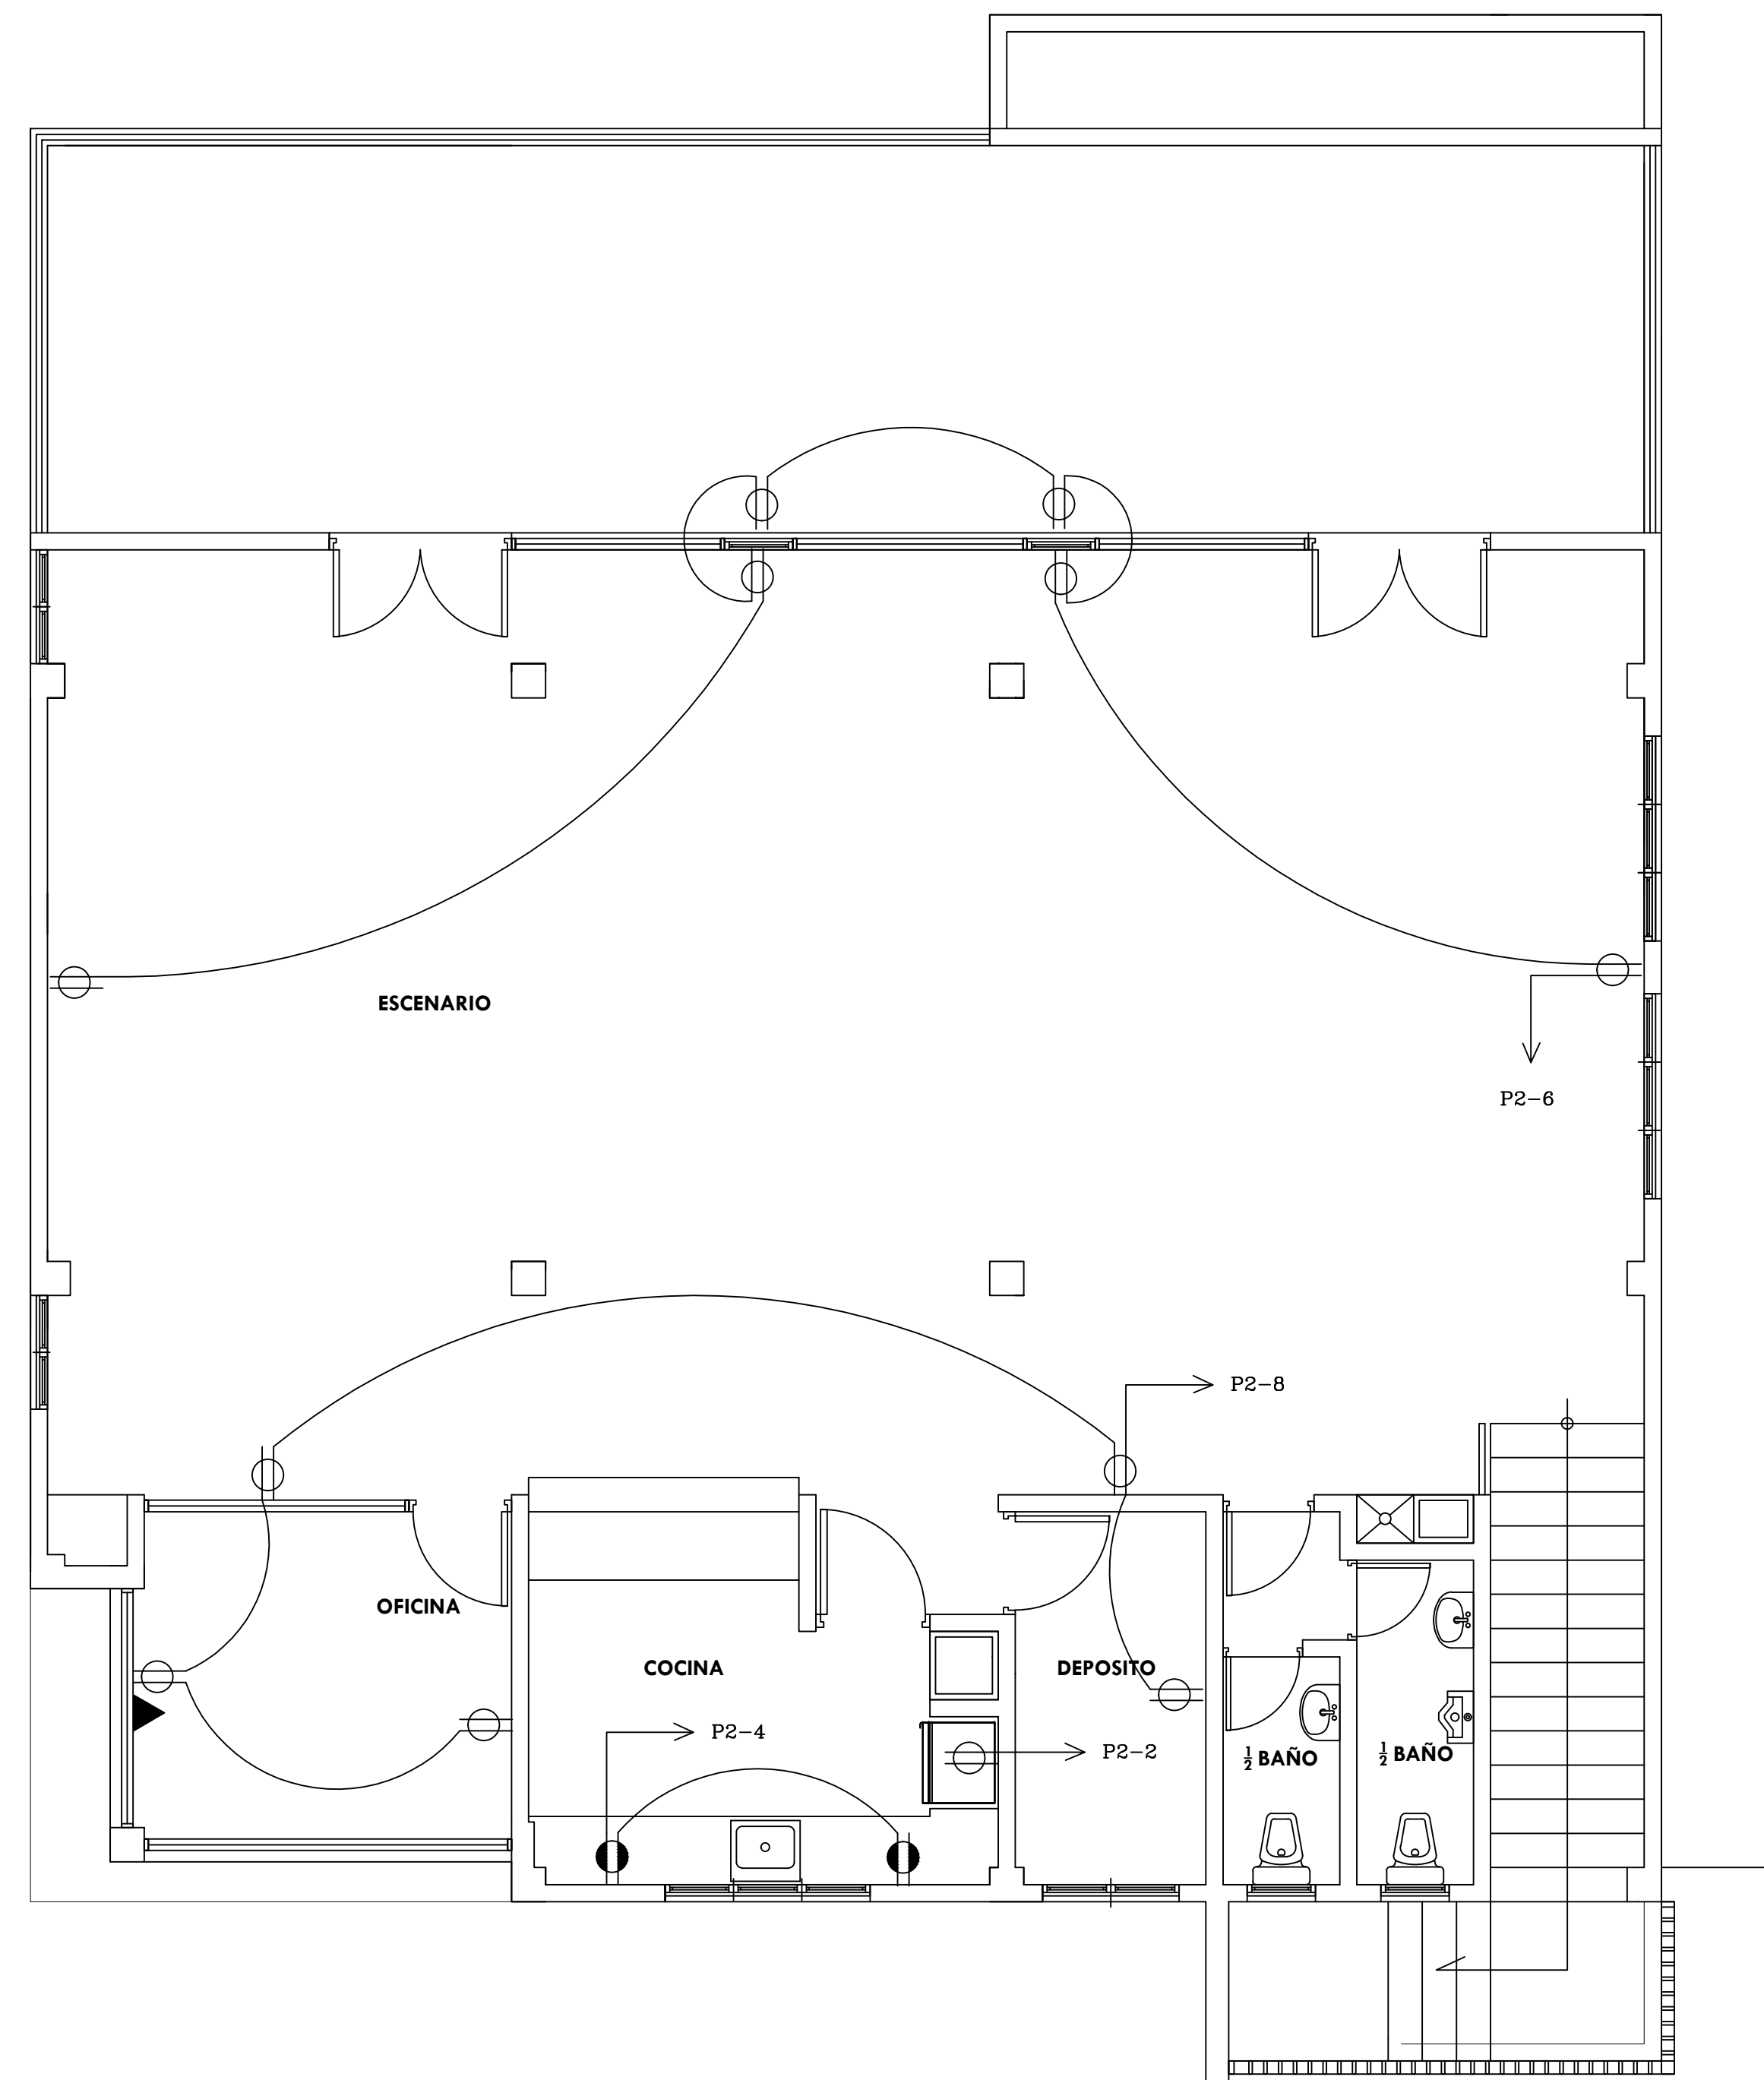 ESCENARIO
P2-6
P2-8
OFICINA
COCINA
DEPOSITO
P2-4
P2-2
½ BAÑO
½ BAÑO